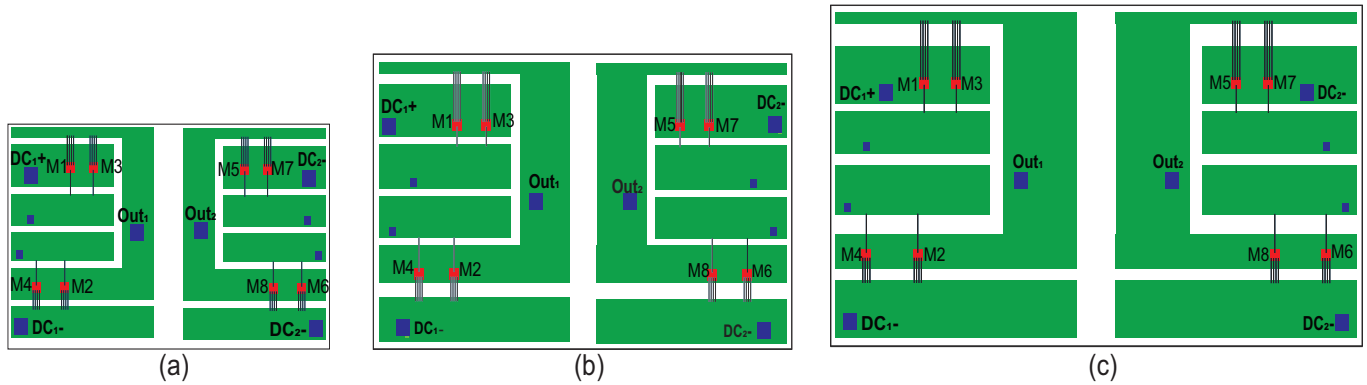 DC₁+ M1 M3 M5 M7 DC₂-
Out₁ Out₂
M4 M2 M8 M6
DC₁- DC₂-
(a)
DC₁+ M1 M3 M5 M7 DC₂-
Out₁ Out₂
M4 M2 M8 M6
DC₁- DC₂-
(b)
DC₁+ M1 M3 M5 M7 DC₂-
Out₁ Out₂
M4 M2 M8 M6
DC₁- DC₂-
(c)